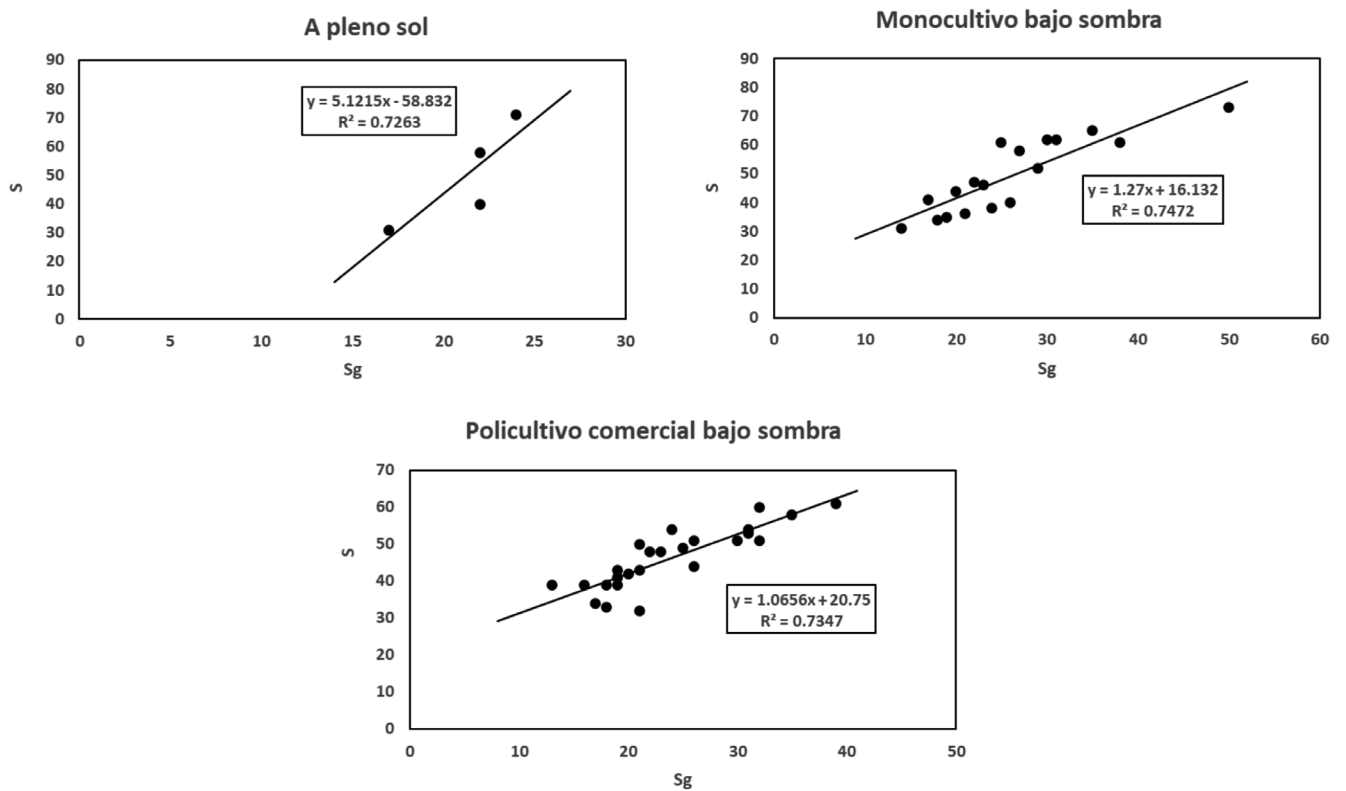 A pleno sol
90
80
70
60
50
40
30
20
10
0
S
y = 5.1215x - 58.832
R² = 0.7263
0 5 10 15 20 25 30
Sg
Monocultivo bajo sombra
90
80
70
60
50
40
30
20
10
0
S
y = 1.27x + 16.132
R² = 0.7472
0 10 20 30 40 50 60
Sg
Policultivo comercial bajo sombra
70
60
50
40
30
20
10
0
S
y = 1.0656x + 20.75
R² = 0.7347
0 10 20 30 40 50
Sg